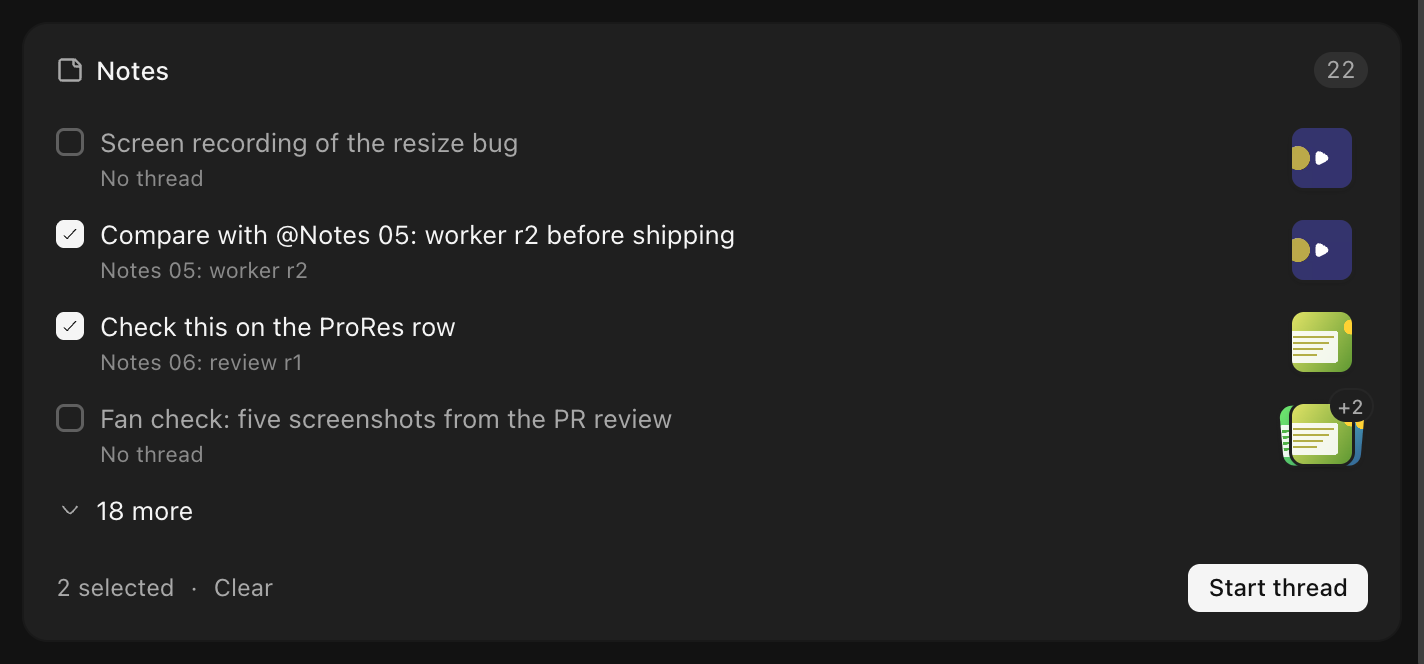 Notes
22
Screen recording of the resize bug
No thread
Compare with @Notes 05: worker r2 before shipping
Notes 05: worker r2
Check this on the ProRes row
Notes 06: review r1
Fan check: five screenshots from the PR review
+2
No thread
18 more
2 selected · Clear
Start thread